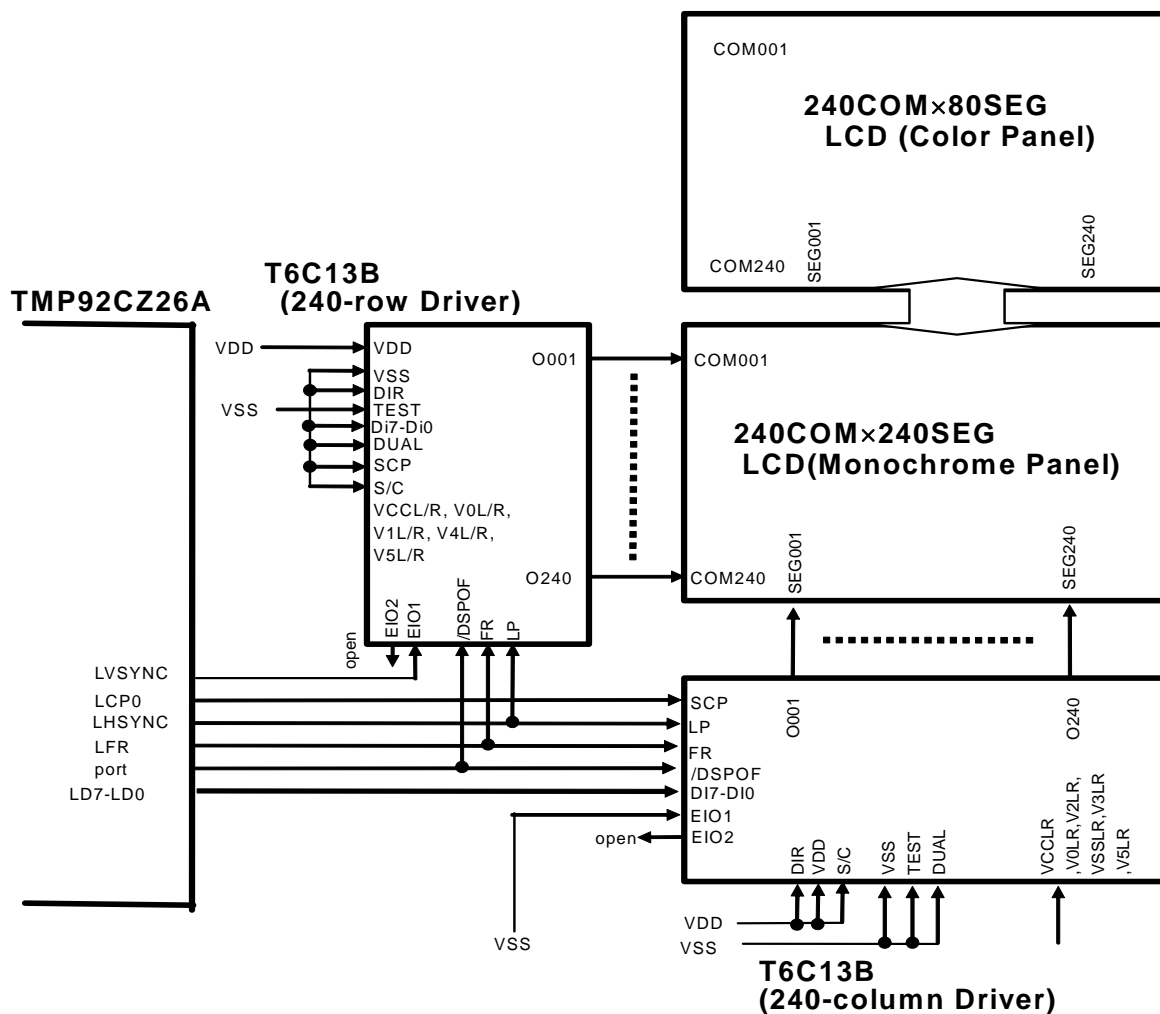 COM001
240COM×80SEG
LCD (Color Panel)
COM240
SEG001
SEG240
TMP92CZ26A
T6C13B
(240-row Driver)
VDD
VDD
VSS
DIR
VSS
TEST
Di7-Di0
DUAL
SCP
S/C
VCCL/R, V0L/R,
V1L/R, V4L/R,
V5L/R
O001
O240
open
EIO2
EIO1
/DSPOF
FR
LP
COM001
240COM×240SEG
LCD(Monochrome Panel)
COM240
SEG001
SEG240
LVSYNC
LCP0
LHSYNC
LFR
port
LD7-LD0
SCP
LP
FR
/DSPOF
DI7-DI0
EIO1
open
EIO2
O001
O240
DIR
VDD
S/C
VSS
TEST
DUAL
VCCLR
,V0LR,V2LR,
VSSLR,V3LR
,V5LR
VSS
VDD
VSS
T6C13B
(240-column Driver)